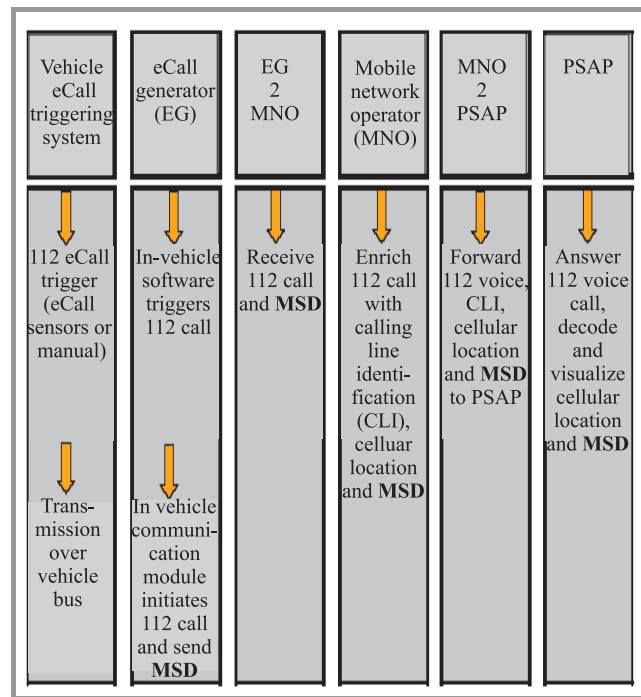 Vehicle
eCall
triggering
system
eCall
generator
(EG)
EG
2
MNO
Mobile
network
operator
(MNO)
MNO
2
PSAP
PSAP
112 eCall
trigger
(eCall
sensors or
manual)
Trans-
mission
over
vehicle
bus
In-vehicle
software
triggers
112 call
In vehicle
communi-
cation
module
initiates
112 call
and send
MSD
Receive
112 call
and MSD
Enrich
112 call
with
calling
line
identi-
fication
(CLI),
celluar
location
and MSD
Forward
112 voice,
CLI,
cellular
location
and MSD
to PSAP
Answer
112 voice
call,
decode
and
visualize
cellular
location
and MSD